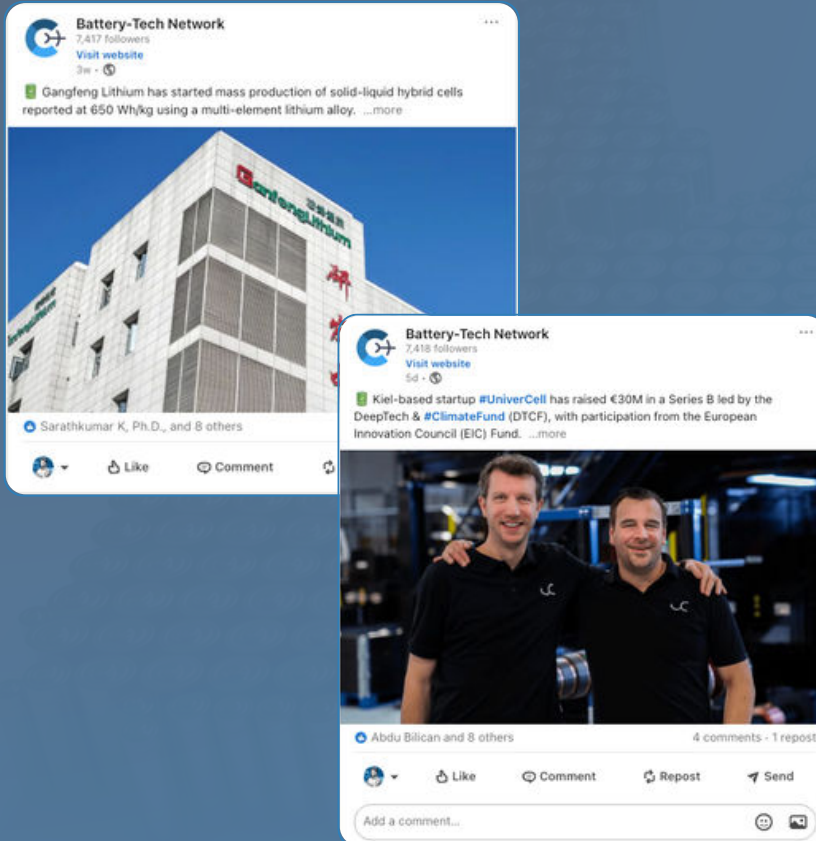 Battery-Tech Network
7,417 followers
Visit website
3w •
Gangfeng Lithium has started mass production of solid-liquid hybrid cells
reported at 650 Wh/kg using a multi-element lithium alloy. ...more
GanfengLithium
Sarathkumar K, Ph.D., and 8 others
Like
Comment
Battery-Tech Network
7,418 followers
Visit website
5d •
Kiel-based startup #UniverCell has raised €30M in a Series B led by the
DeepTech & #ClimateFund (DTCF), with participation from the European
Innovation Council (EIC) Fund. ...more
Abdu Bilican and 8 others
4 comments · 1 repost
Like
Comment
Repost
Send
Add a comment...